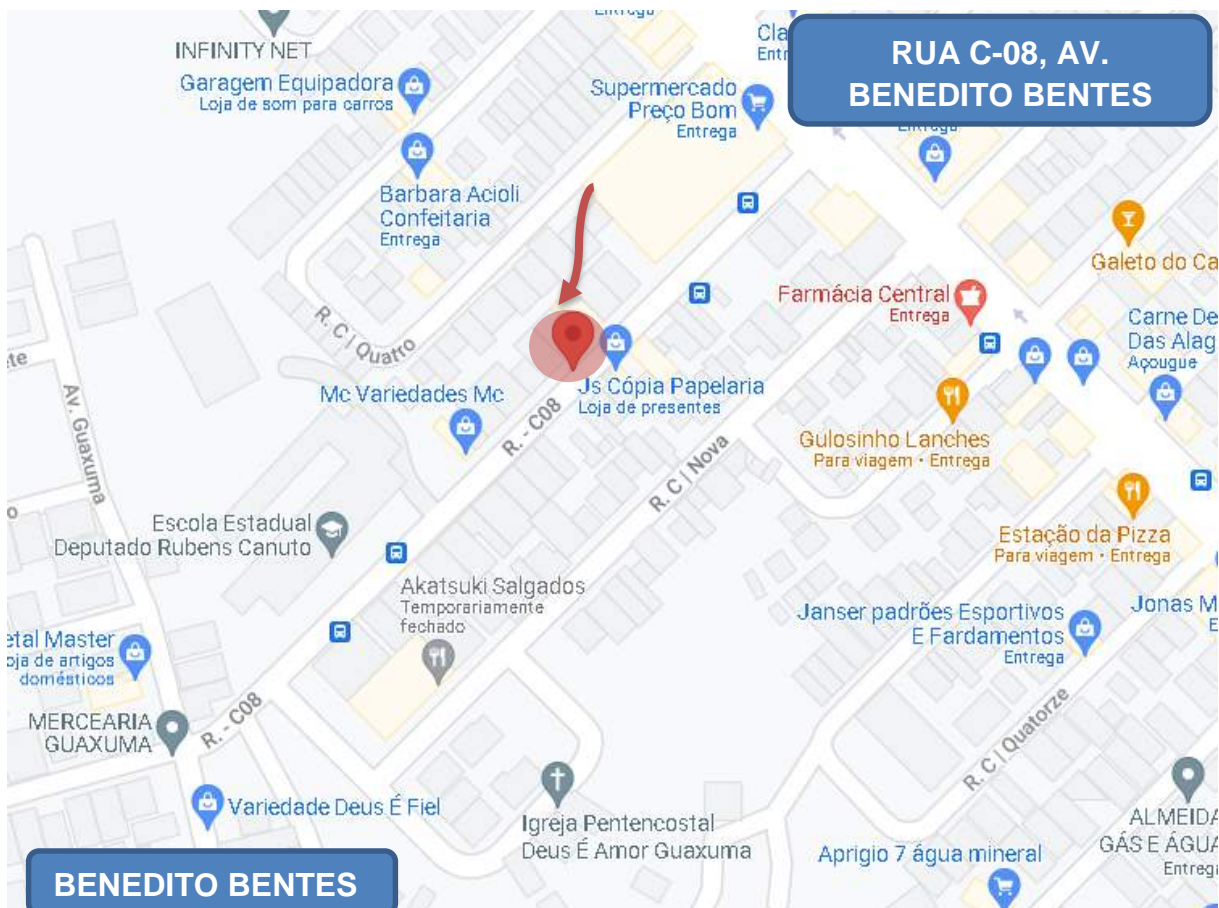 Entrega
INFINITY NET
Garagem Equipadora
Loja de som para carros
Supermercado
Preço Bom
Entrega
RUA C-08, AV.
BENEDITO BENTES
Barbara Acioli
Confeitaria
Entrega
Galeto do Ca
Farmácia Central
Entrega
Carne De
Das Alag
Açougue
R. C | Quatro
Av. Guaxuma
Mc Variedades Mc
R. - C08
Js Cópia Papelaria
Loja de presentes
Gulosinho Lanches
Para viagem · Entrega
R. C | Nova
Escola Estadual
Deputado Rubens Canuto
Estação da Pizza
Para viagem · Entrega
Akatsuki Salgados
Temporariamente
fechado
Janser padrões Esportivos
E Fardamentos
Entrega
Jonas M
etal Master
oja de artigos
domésticos
MERCEARIA
GUAXUMA
R. - C08
R. C | Quatorze
Variedade Deus É Fiel
Igreja Pentencostal
Deus É Amor Guaxuma
Aprigio 7 água mineral
ALMEIDA
GÁS E ÁGUA
Entrega
BENEDITO BENTES